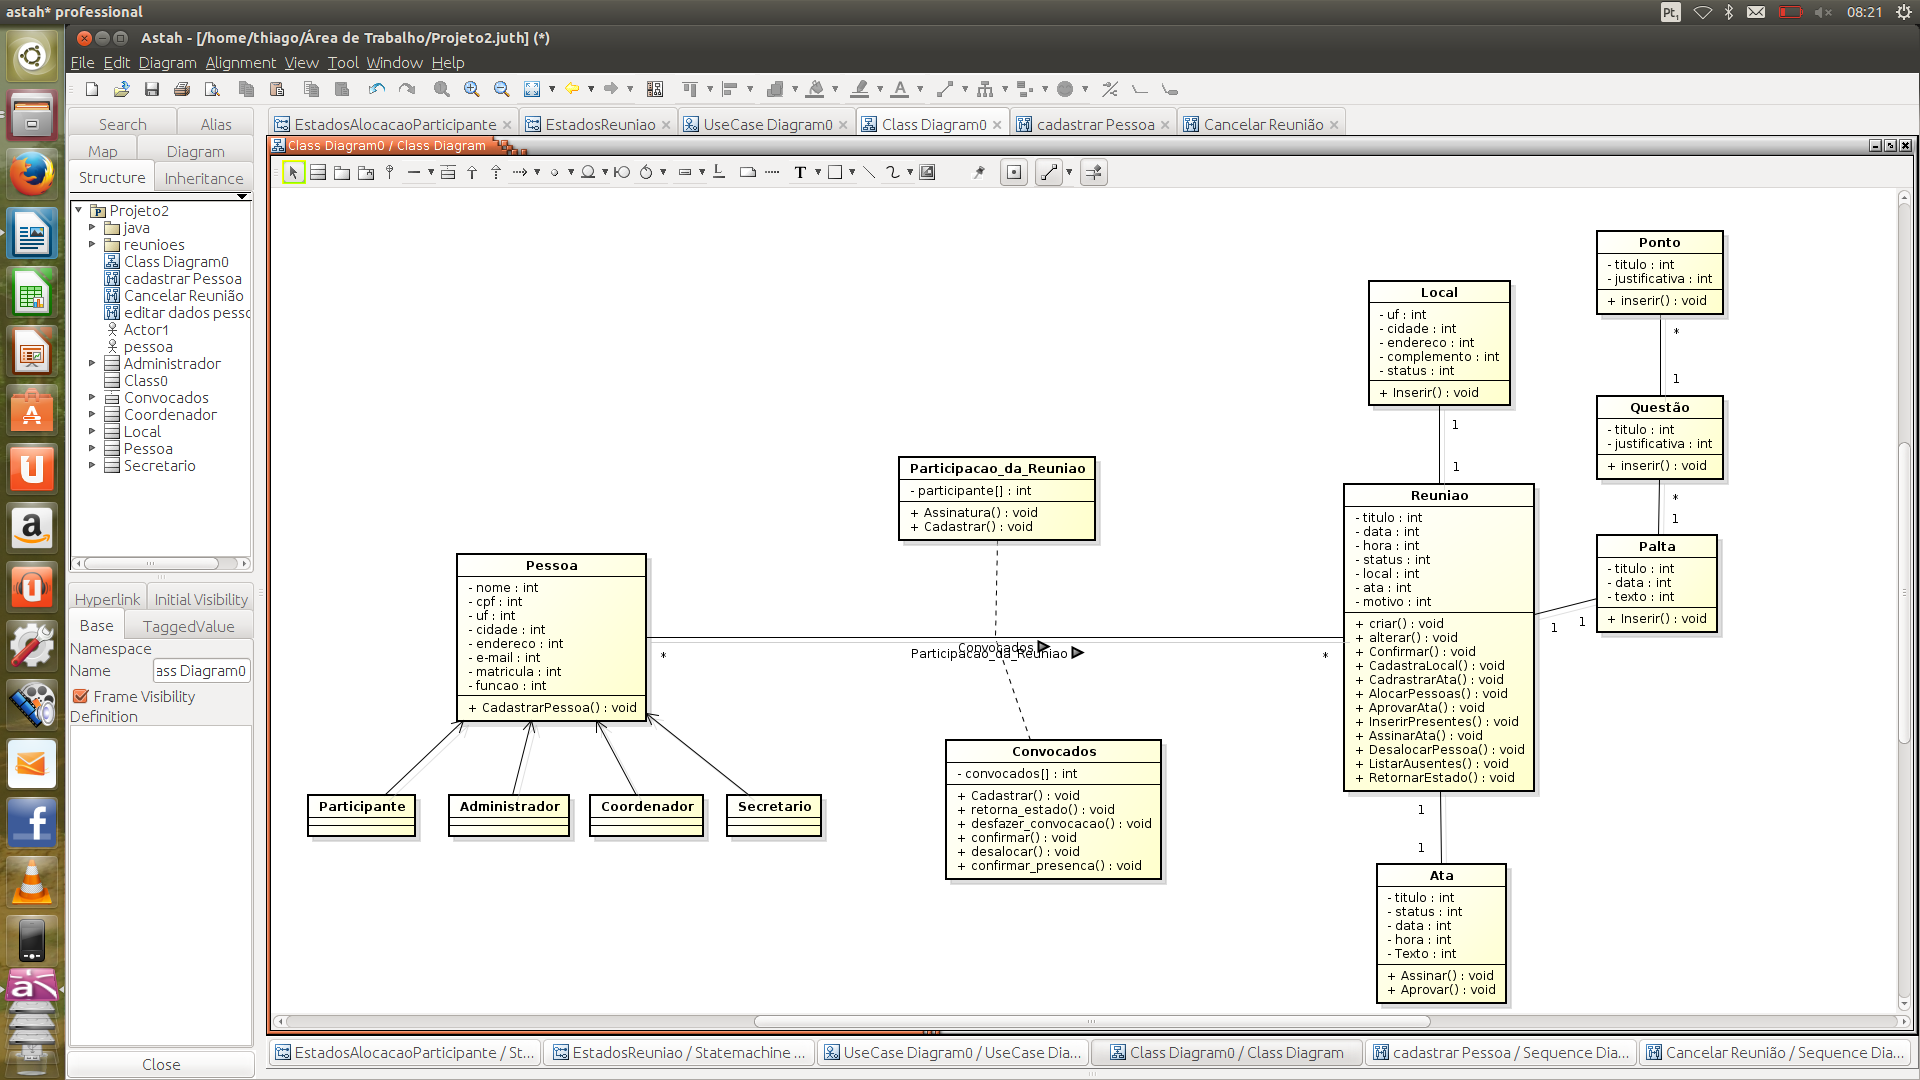 astah* professional
Pt1
08:21
Astah - [/home/thiago/Área de Trabalho/Projeto2.juth] (*)
File Edit Diagram Alignment View Tool Window Help
Search Alias
Map Diagram
Structure Inheritance
Projeto2
java
reunioes
Class Diagram0
cadastrar Pessoa
Cancelar Reunião
editar dados pesso
Actor1
pessoa
Administrador
Class0
Convocados
Coordenador
Local
Pessoa
Secretario
Hyperlink Initial Visibility
Base TaggedValue
Namespace
Name ass Diagram0
Frame Visibility
Definition
Close
EstadosAlocacaoParticipante EstadosReuniao UseCase Diagram0 Class Diagram0 cadastrar Pessoa Cancelar Reunião
Class Diagram0 / Class Diagram
Pessoa
- nome : int
- cpf : int
- uf : int
- cidade : int
- endereco : int
- e-mail : int
- matricula : int
- funcao : int
+ CadastrarPessoa() : void
Participante
Administrador
Coordenador
Secretario
Participacao_da_Reuniao
- participante[] : int
+ Assinatura() : void
+ Cadastrar() : void
* *
Convocados
Participacao_da_Reuniao
Convocados
- convocados[] : int
+ Cadastrar() : void
+ retorna_estado() : void
+ desfazer_convocacao() : void
+ confirmar() : void
+ desalocar() : void
+ confirmar_presenca() : void
Local
- uf : int
- cidade : int
- endereco : int
- complemento : int
- status : int
+ Inserir() : void
1
1
Reuniao
- titulo : int
- data : int
- hora : int
- status : int
- local : int
- ata : int
- motivo : int
+ criar() : void
+ alterar() : void
+ Confirmar() : void
+ CadastraLocal() : void
+ CadrastrarAta() : void
+ AlocarPessoas() : void
+ AprovarAta() : void
+ InserirPresentes() : void
+ AssinarAta() : void
+ DesalocarPessoa() : void
+ ListarAusentes() : void
+ RetornarEstado() : void
1
1
Ata
- titulo : int
- status : int
- data : int
- hora : int
- Texto : int
+ Assinar() : void
+ Aprovar() : void
Ponto
- titulo : int
- justificativa : int
+ inserir() : void
*
1
Questão
- titulo : int
- justificativa : int
+ inserir() : void
*
1
Palta
- titulo : int
- data : int
- texto : int
+ Inserir() : void
1 1
EstadosAlocacaoParticipante / St... EstadosReuniao / Statemachine ... UseCase Diagram0 / UseCase Dia... Class Diagram0 / Class Diagram cadastrar Pessoa / Sequence Dia... Cancelar Reunião / Sequence Dia...